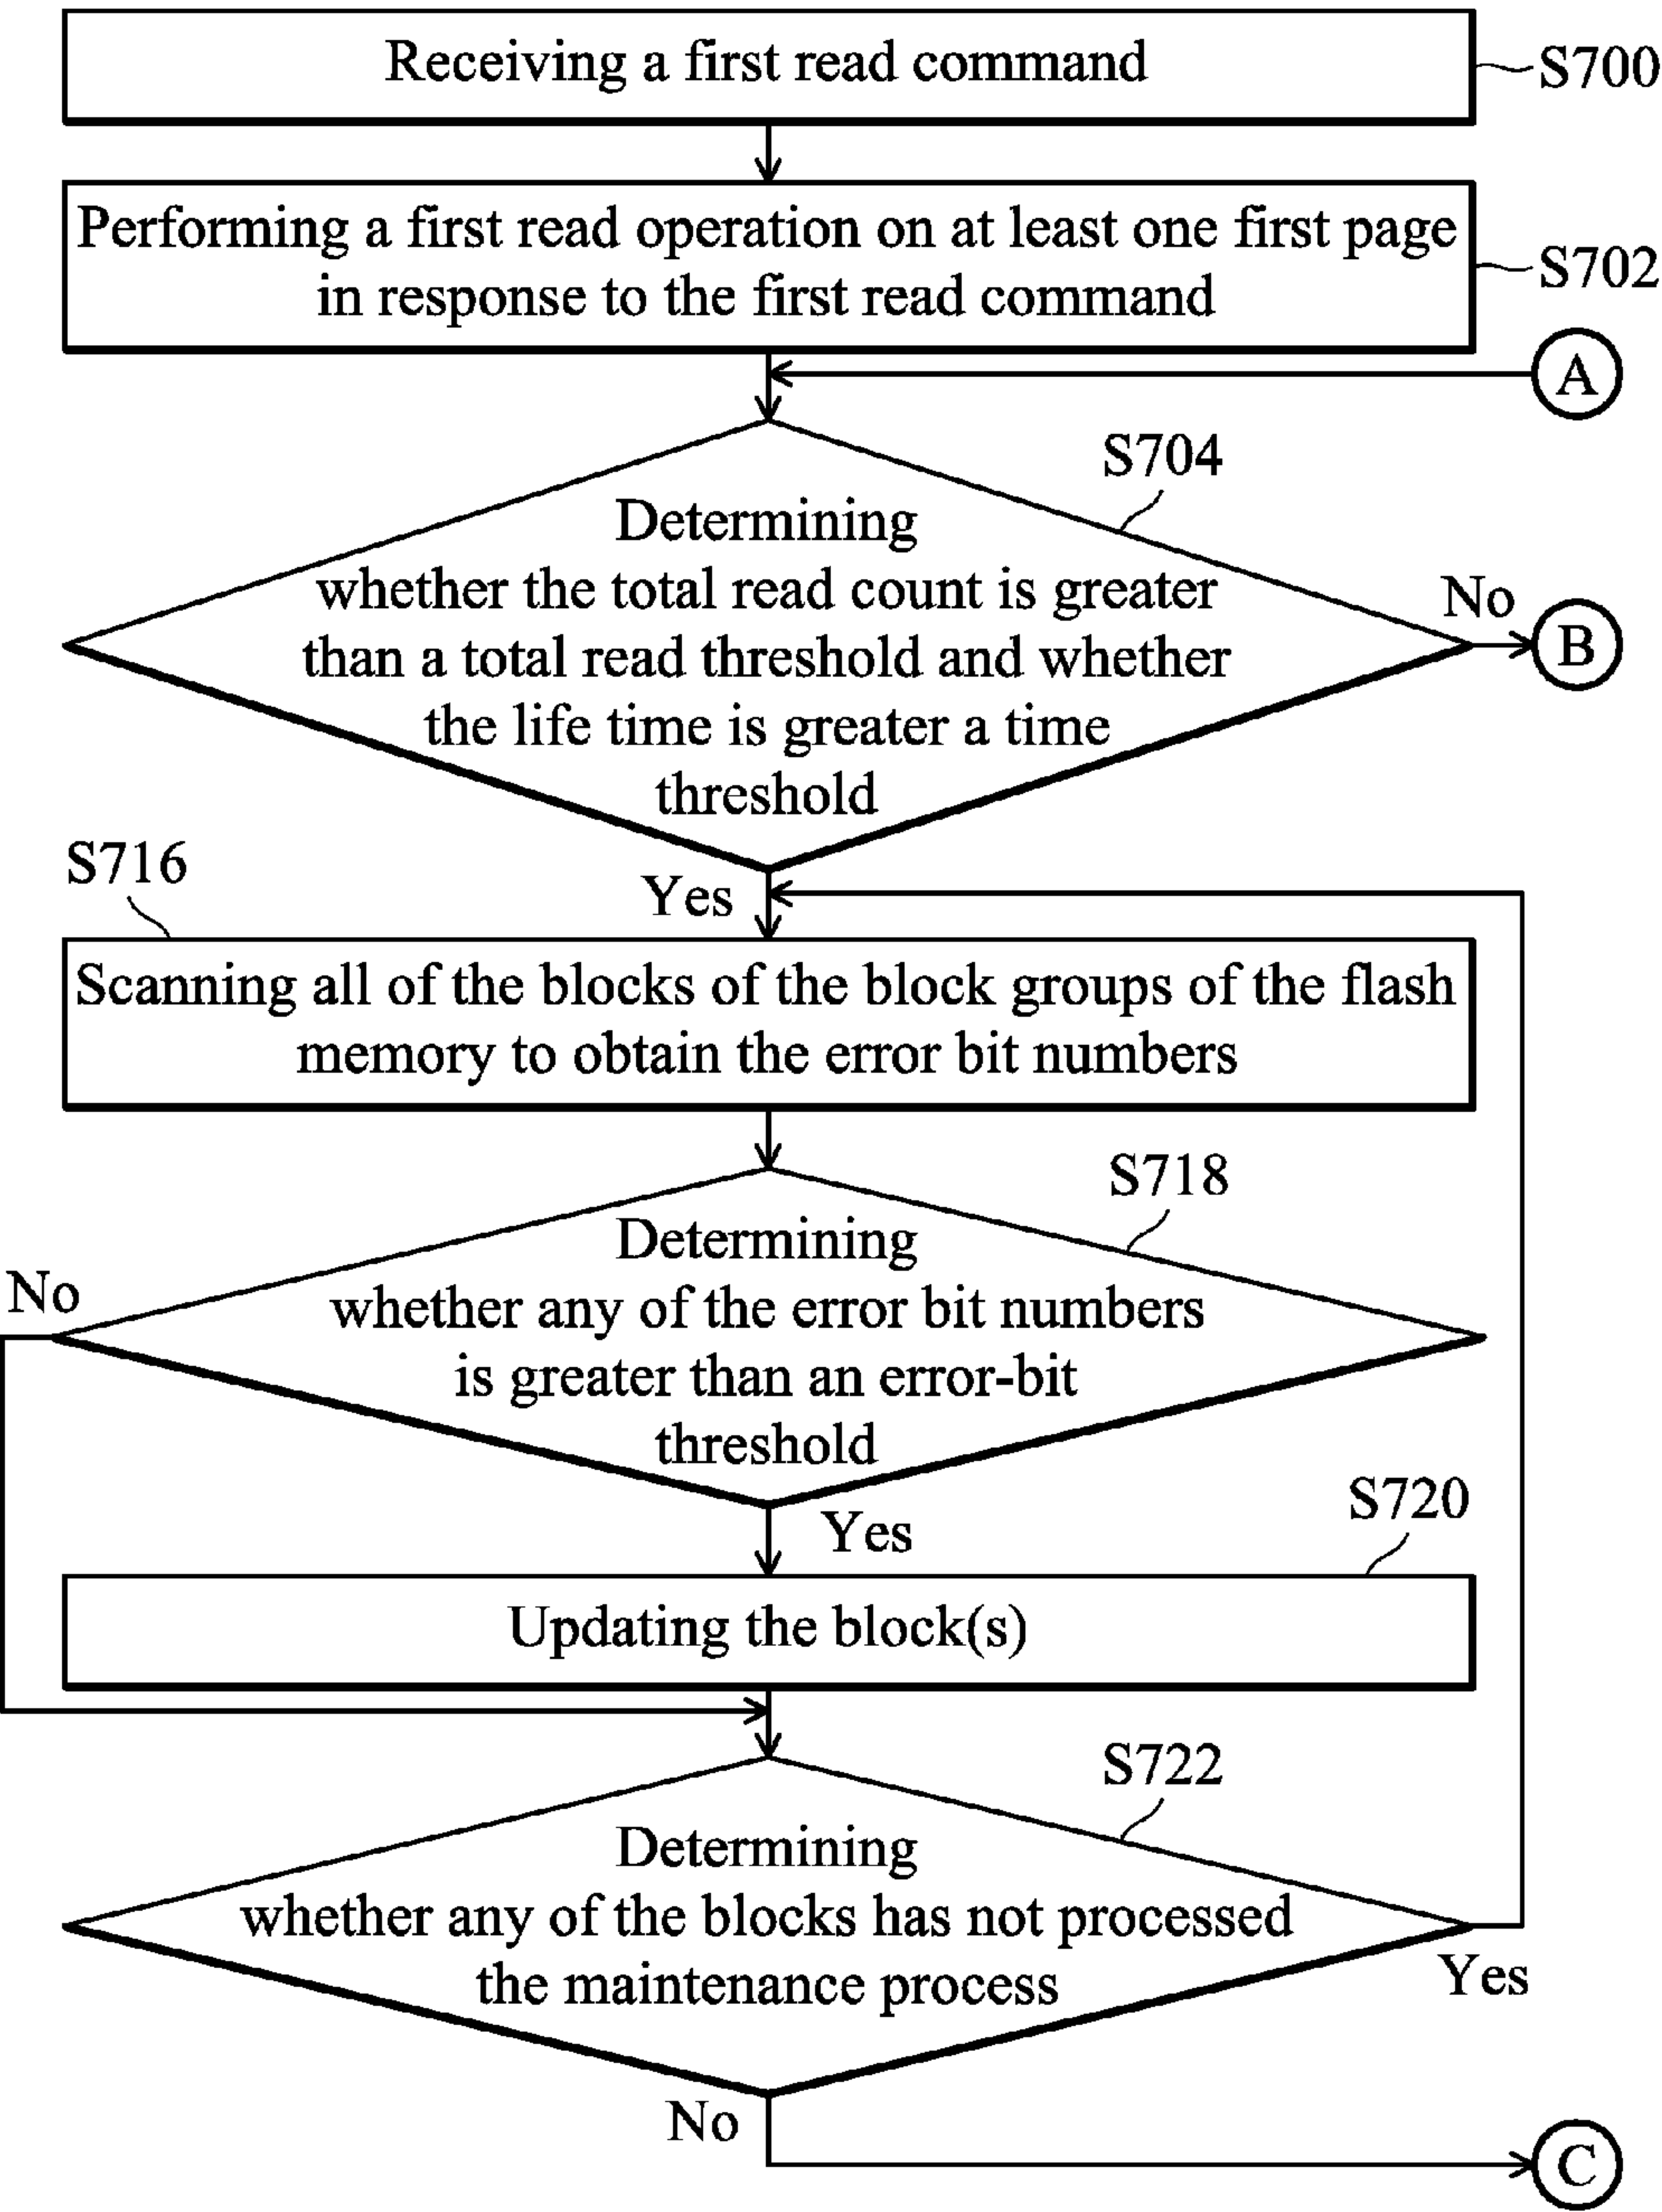 Receiving a first read command
S700
Performing a first read operation on at least one first page
in response to the first read command
S702
A
S704
Determining
whether the total read count is greater
than a total read threshold and whether
the life time is greater a time
threshold
No
B
Yes
S716
Scanning all of the blocks of the block groups of the flash
memory to obtain the error bit numbers
S718
Determining
whether any of the error bit numbers
is greater than an error-bit
threshold
No
Yes
S720
Updating the block(s)
S722
Determining
whether any of the blocks has not processed
the maintenance process
Yes
No
C